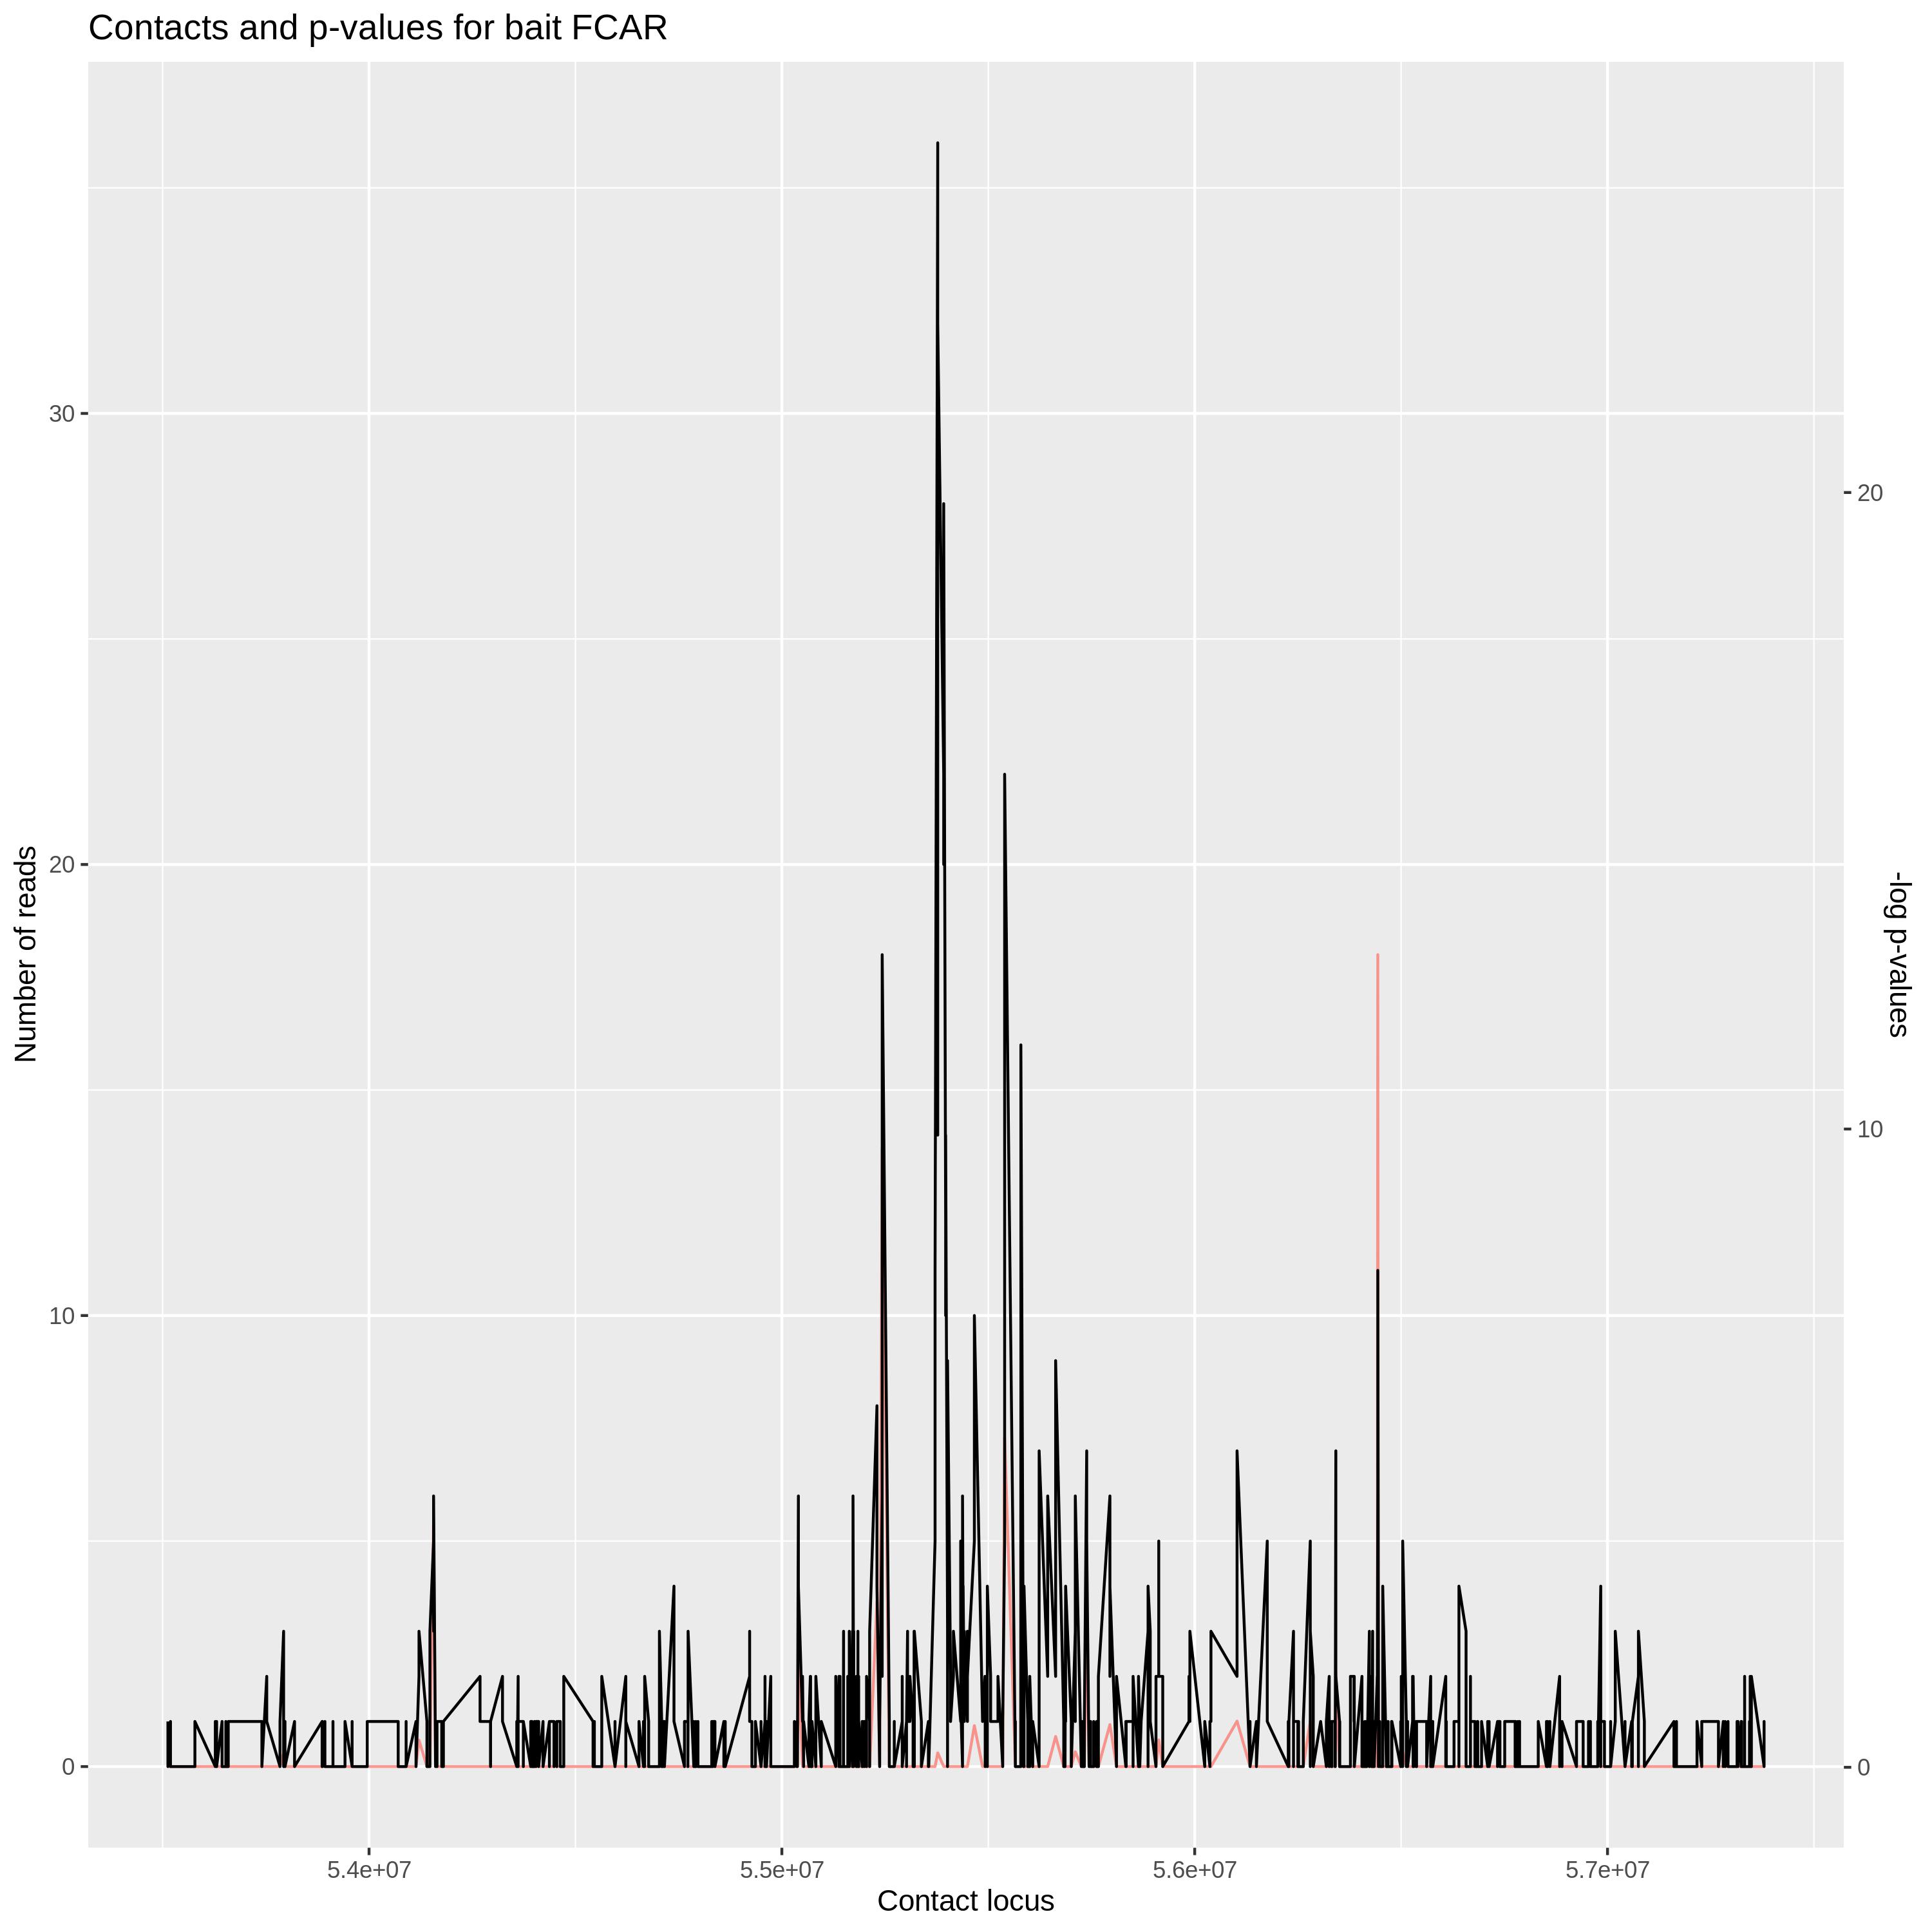 Contacts and p-values for bait FCAR
Number of reads
30
20
10
0
20
10
0
-log p-values
5.4e+07
5.5e+07
5.6e+07
5.7e+07
Contact locus